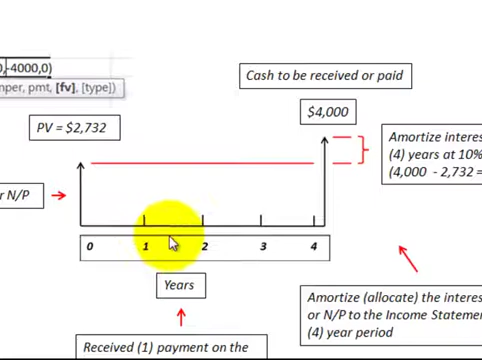 0,-4000,0)
nper, pmt, [fv], [type])
Cash to be received or paid
$4,000
PV = $2,732
Amortize interes
(4) years at 10%
(4,000 - 2,732 =
or N/P
0 1 2 3 4
Years
Amortize (allocate) the interes
or N/P to the Income Statemen
(4) year period
Received (1) payment on the